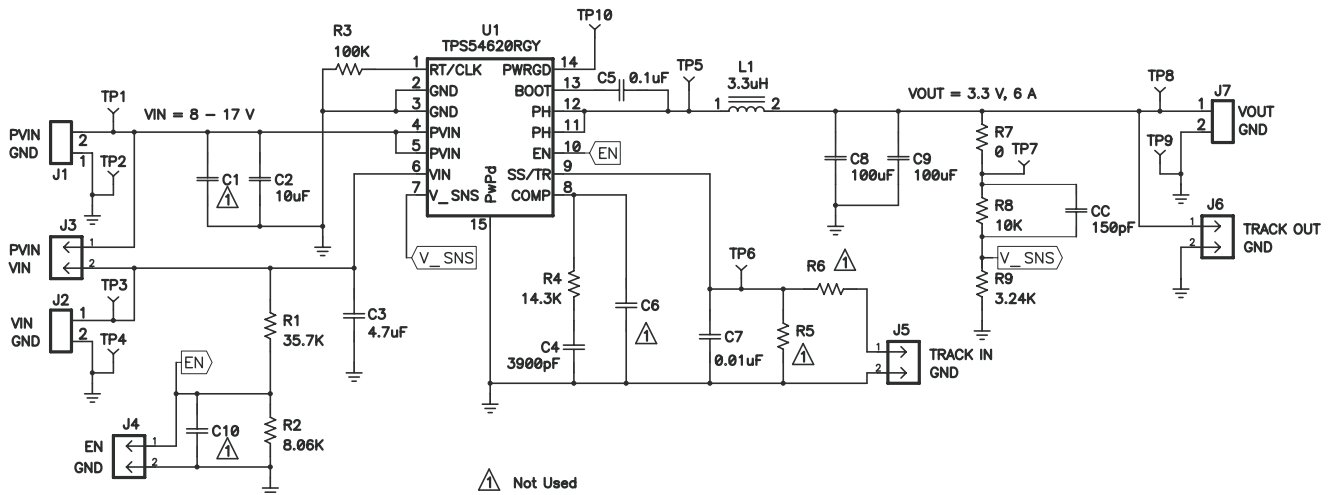 TP10
U1
TPS54620RGY
R3
100K
1 RT/CLK PWRGD 14
2 GND BOOT 13
3 GND PH 12
4 PVIN PH 11
5 PVIN EN 10
6 VIN SS/TR 9
7 V_SNS COMP 8
PwPd
15
EN
V_SNS
C5 0.1uF
TP5
L1
3.3uH
1 2
VOUT = 3.3 V, 6 A
TP8
J7
1 VOUT
2 GND
TP9
TP1
VIN = 8 – 17 V
PVIN 2
GND 1
J1
TP2
C1
1
C2
10uF
J3
PVIN 1
VIN 2
TP3
J2
VIN 1
GND 2
TP4
R1
35.7K
C3
4.7uF
EN
J4
EN 1
GND 2
C10
1
R2
8.06K
R4
14.3K
C4
3900pF
C6
1
TP6
R6 1
C7
0.01uF
R5
1
J5
1 TRACK IN
2 GND
C8
100uF
C9
100uF
R7
0
TP7
R8
10K
CC
150pF
V_SNS
R9
3.24K
J6
1 TRACK OUT
2 GND
1 Not Used